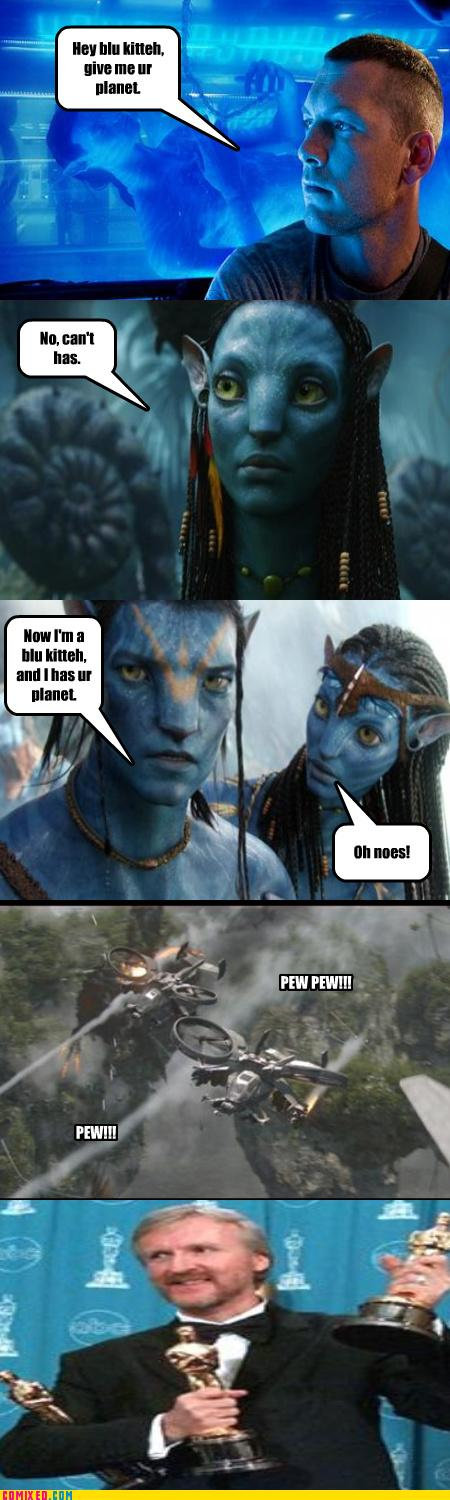 Hey blu kitteh,
give me ur
planet.
No, can't
has.
Now I'm a
blu kitteh,
and I has ur
planet.
Oh noes!
PEW PEW!!!
PEW!!!
COMIXED.COM